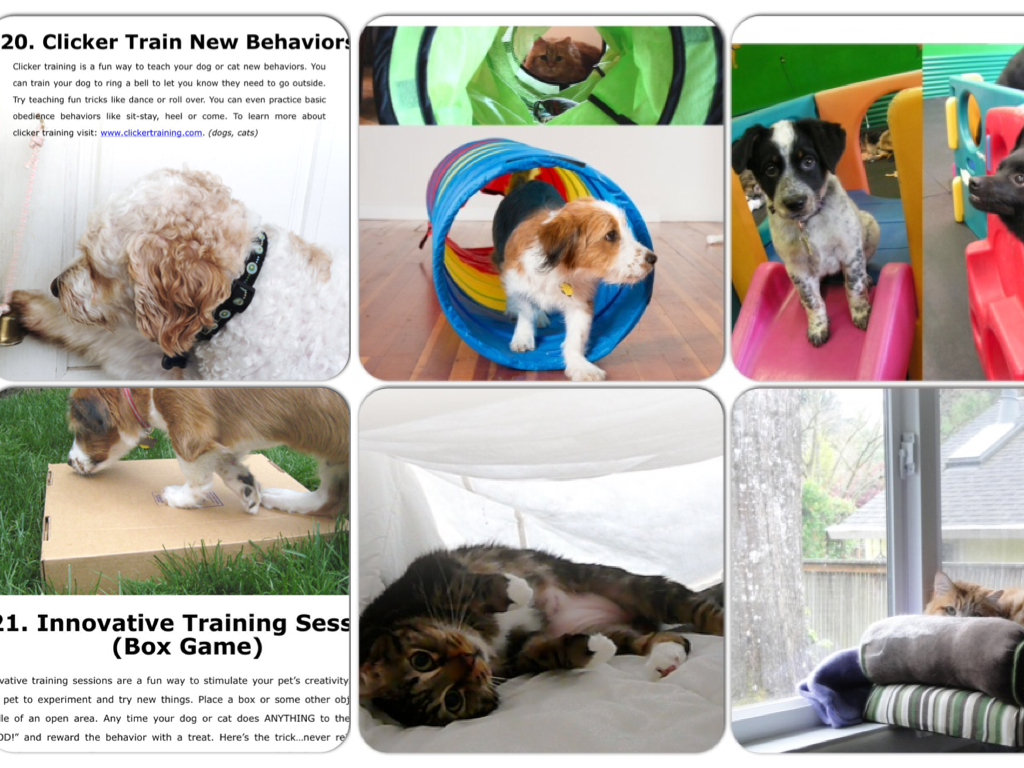 20. Clicker Train New Behaviors
Clicker training is a fun way to teach your dog or cat new behaviors. You
can train your dog to ring a bell to let you know they need to go outside.
Try teaching fun tricks like dance or roll over. You can even practice basic
obedience behaviors like sit-stay, heel or come. To learn more about
clicker training visit: www.clickertraining.com. (dogs, cats)
21. Innovative Training Sess
(Box Game)
vative training sessions are a fun way to stimulate your pet's creativity
pet to experiment and try new things. Place a box or some other obj
lle of an open area. Any time your dog or cat does ANYTHING to the
OD!" and reward the behavior with a treat. Here's the trick...never re